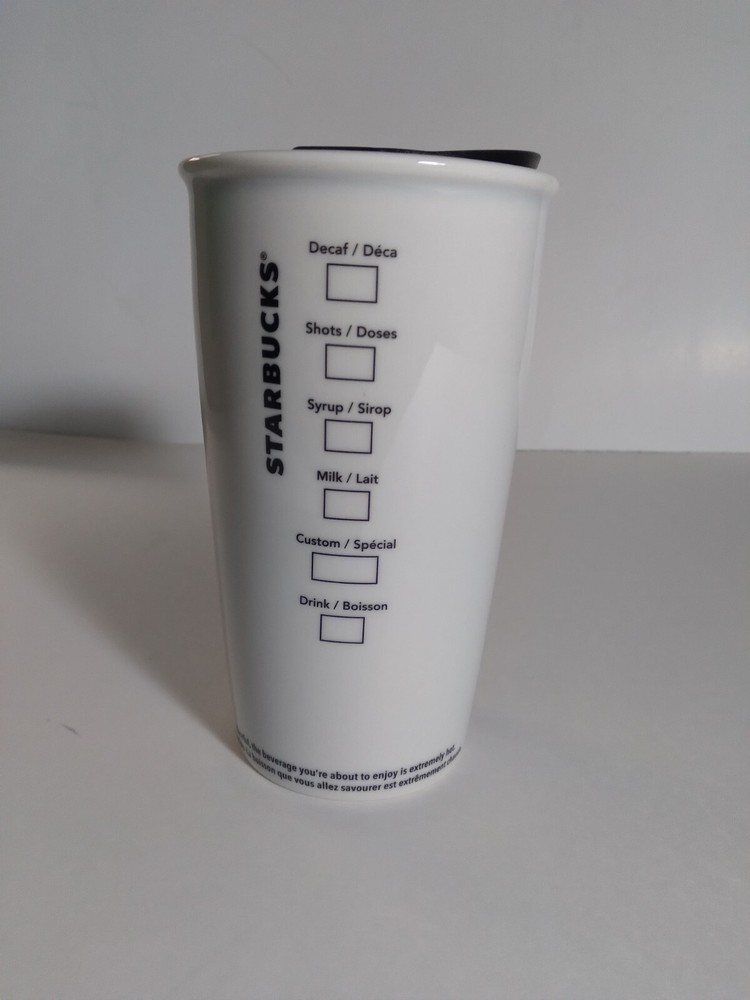 STARBUCKS®
Decaf / Déca
Shots / Doses
Syrup / Sirop
Milk / Lait
Custom / Spécial
Drink / Boisson
the beverage you're about to enjoy is extremely hot
boisson que vous allez savourer est extrêmement